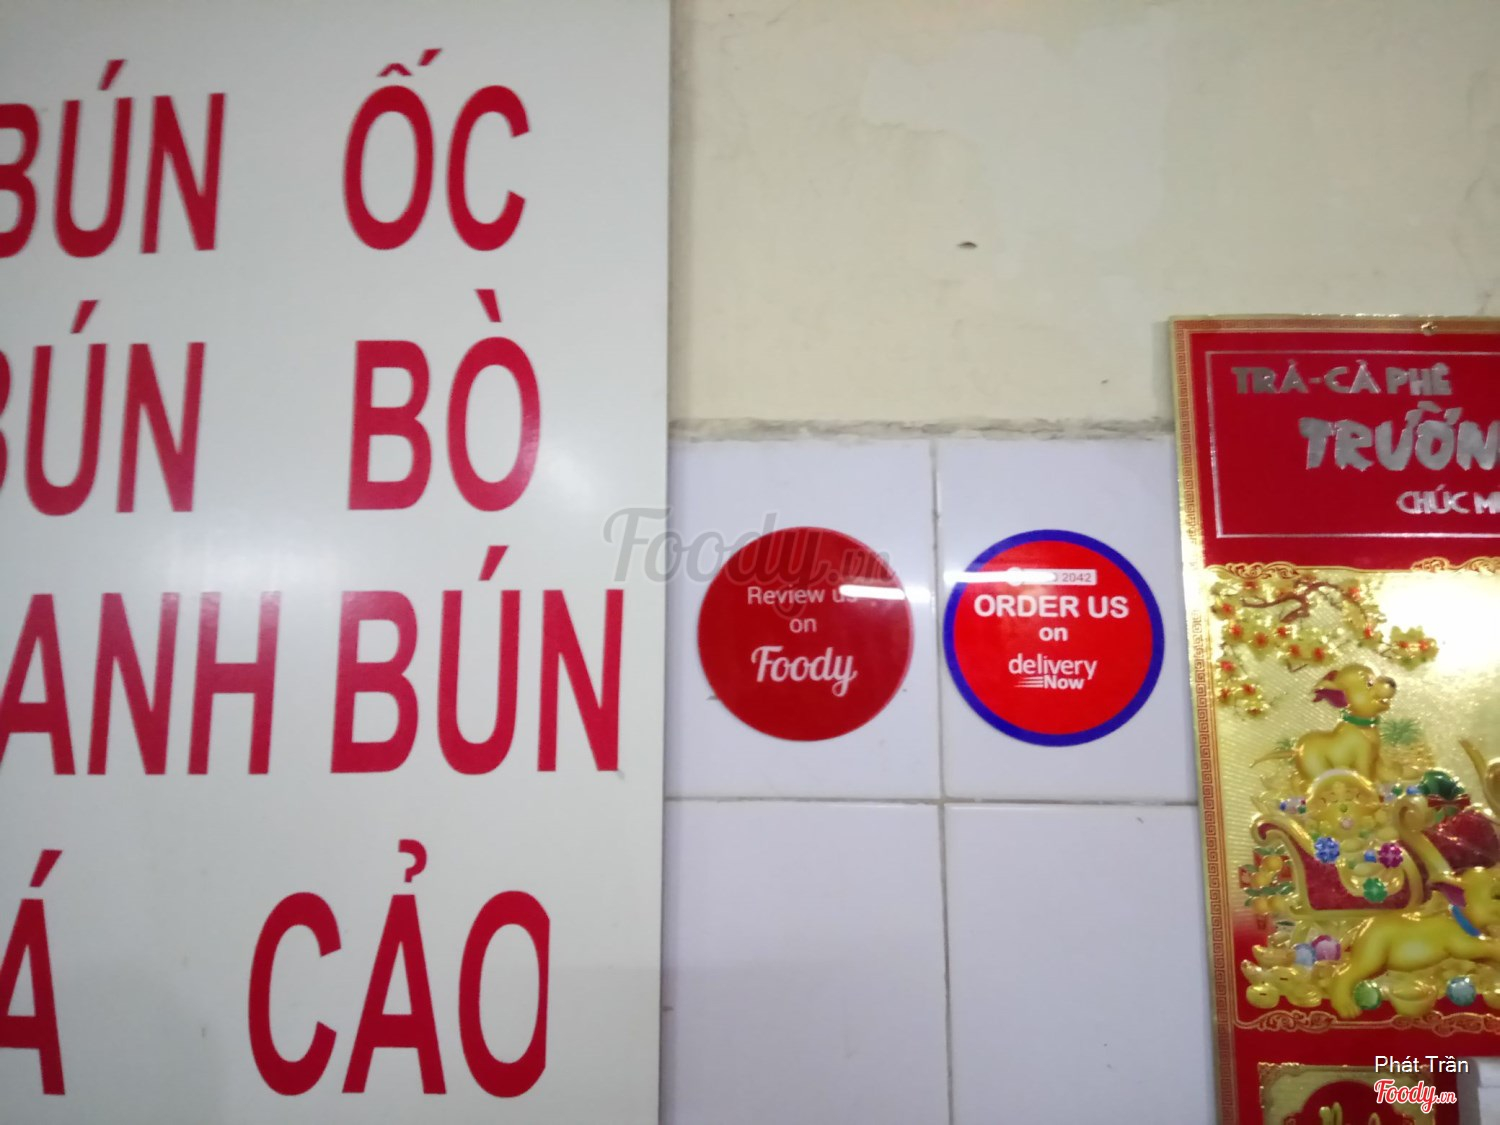 BÚN ỐC
BÚN BÒ
ANH BÚN
Á CẢO
Foody.vn
Review us
on
Foody
2042
ORDER US
on
delivery
Now
TRÀ-CÀ PHÊ
CHÚC
Phát Trần
Foody.vn